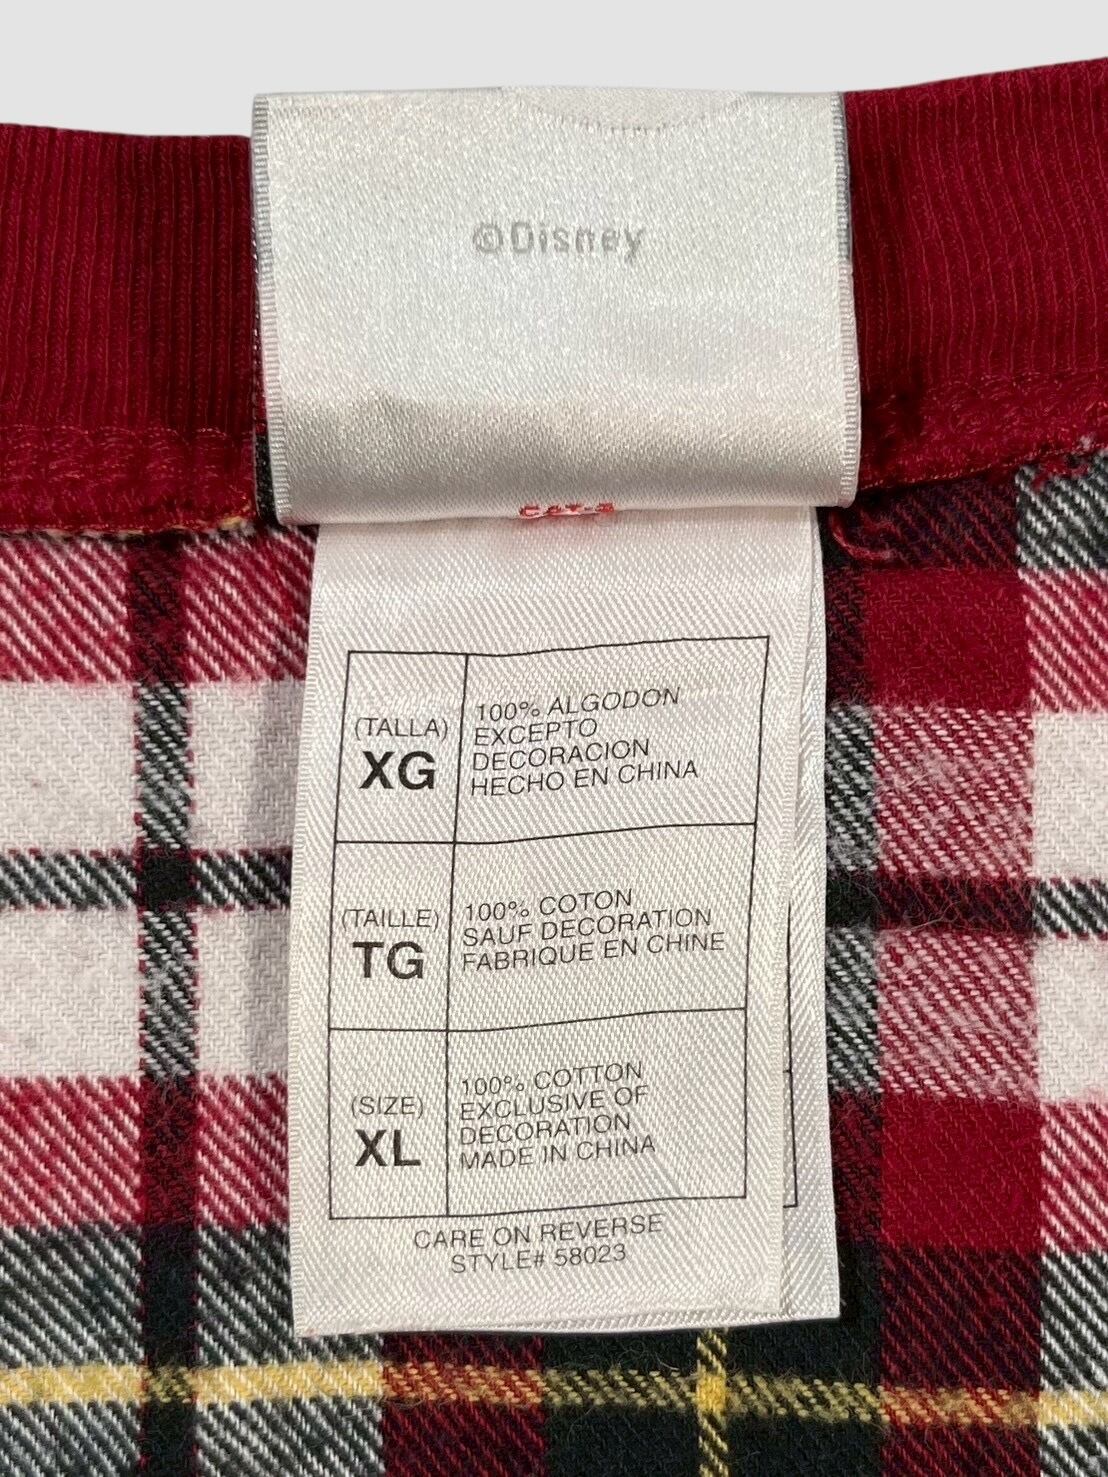 ©Disney
(TALLA)
XG
100% ALGODON
EXCEPTO
DECORACION
HECHO EN CHINA
(TAILLE)
TG
100% COTON
SAUF DECORATION
FABRIQUE EN CHINE
(SIZE)
XL
100% COTTON
EXCLUSIVE OF
DECORATION
MADE IN CHINA
CARE ON REVERSE
STYLE# 58023